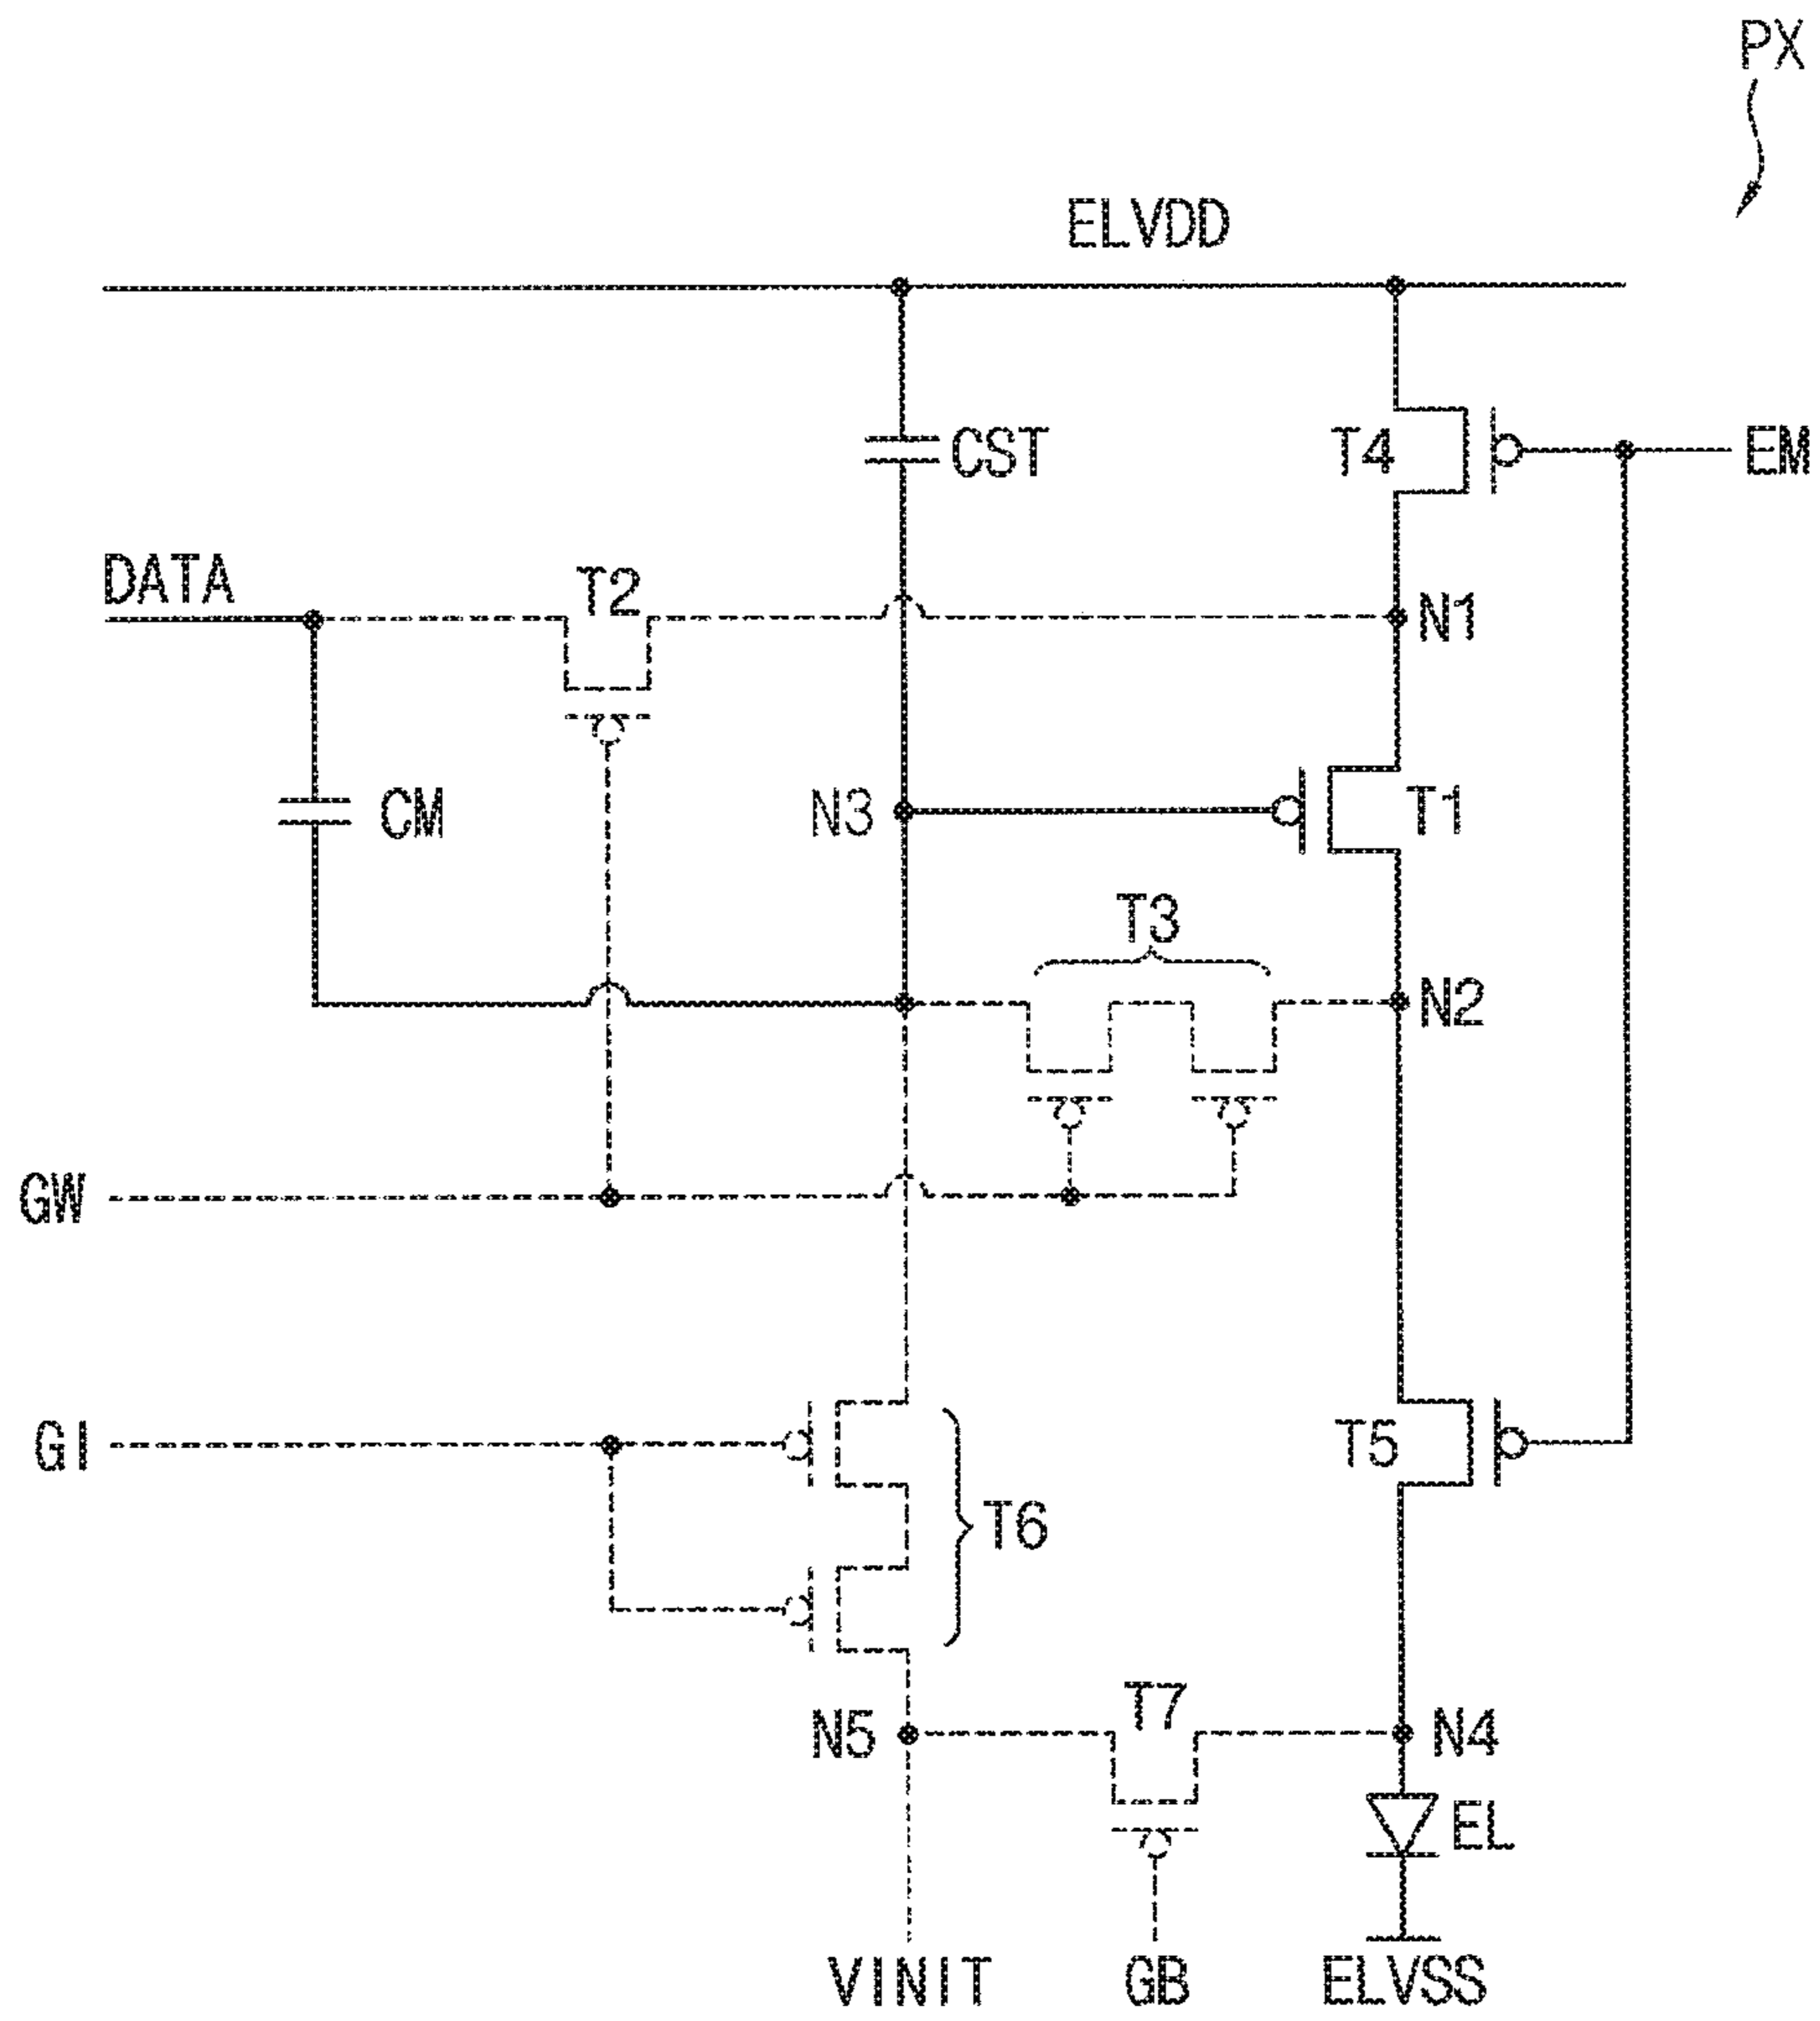 PX
ELVDD
CST
T4
EM
DATA
T2
N1
CM
N3
T1
T3
N2
GW
GI
T5
T6
N5
T7
N4
EL
VINIT
GB
ELVSS